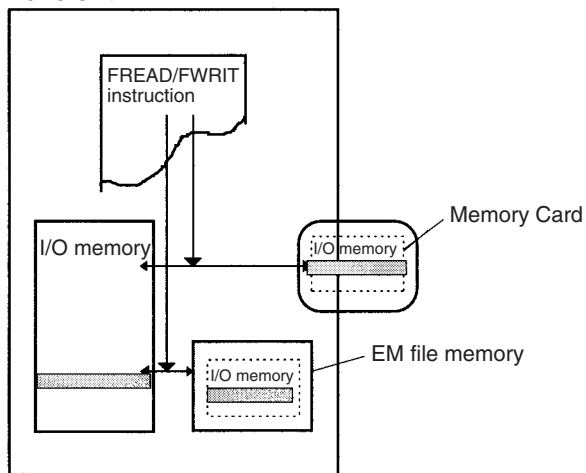 FREAD/FWRIT
instruction
Memory Card
I/O memory
I/O memory
EM file memory
I/O memory